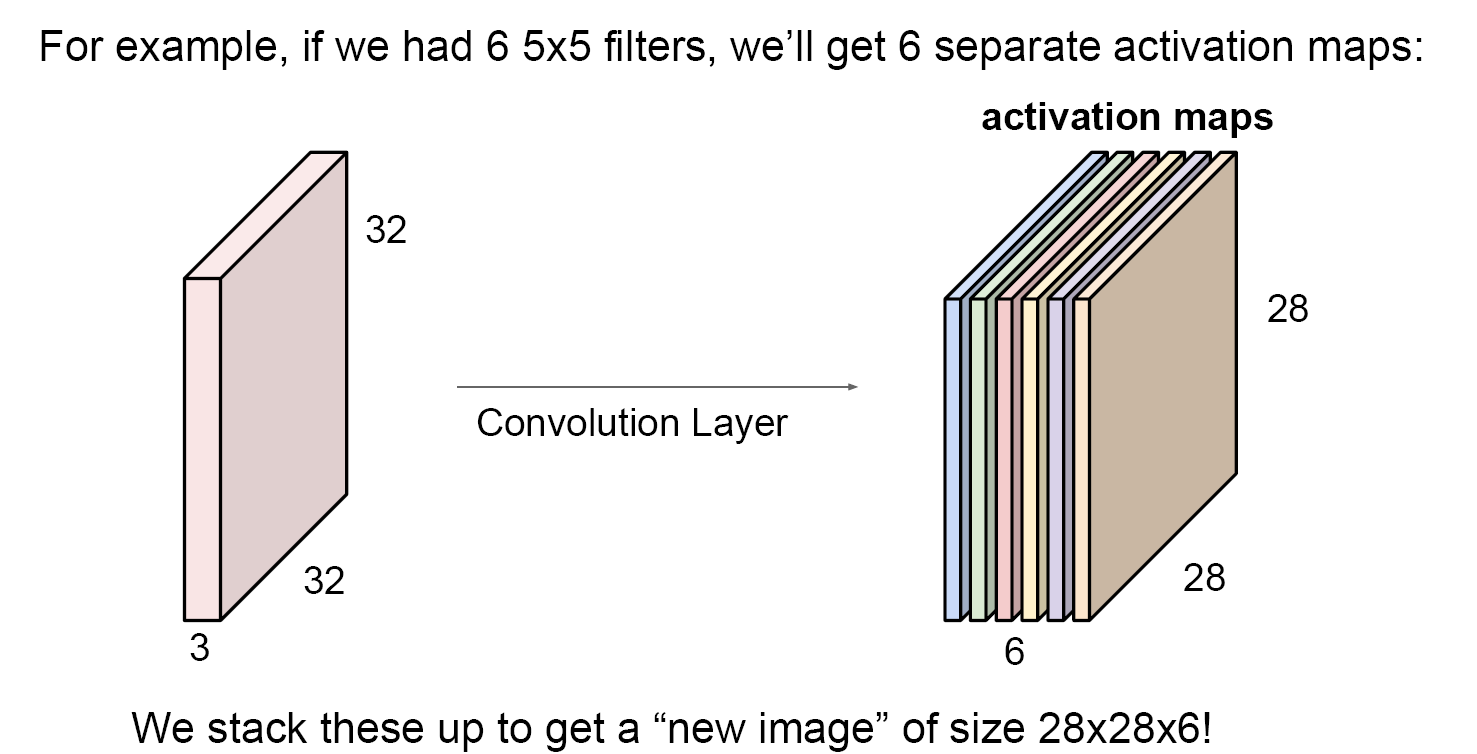 For example, if we had 6 5x5 filters, we’ll get 6 separate activation maps:
activation maps
32
28
Convolution Layer
32
28
3
6
We stack these up to get a “new image” of size 28x28x6!